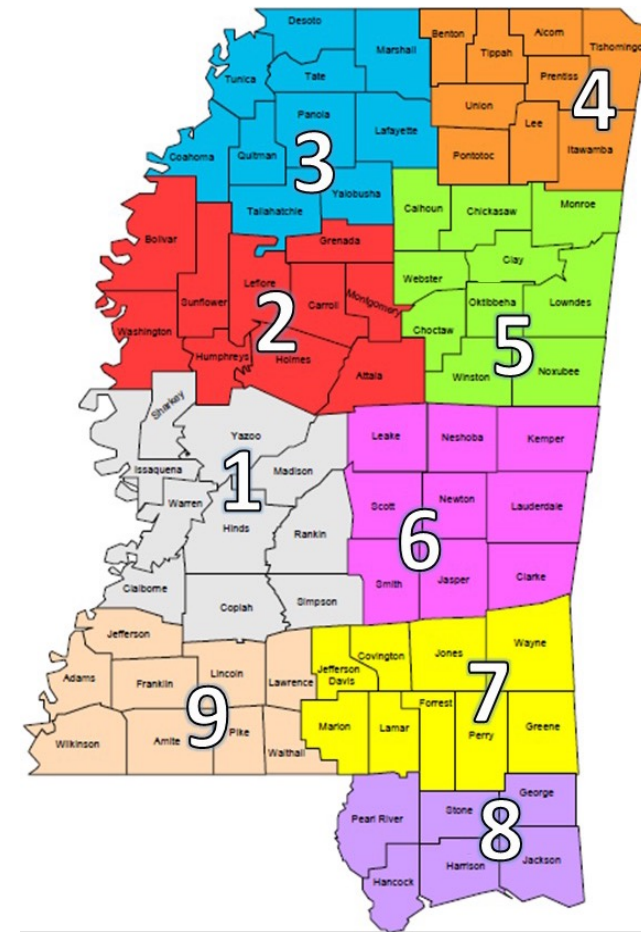 Desoto
Marshall
Benton
Tippah
Alcorn
Tishomingo
Tunica
Tate
Prentiss
Panola
Lafayette
Union
Lee
4
Itawamba
Coahoma
Quitman
3
Pontotoc
Yalobusha
Tallahatchie
Calhoun
Chickasaw
Monroe
Bolivar
Grenada
Clay
Webster
Sunflower
Leflore
2
Carroll
Montgomery
Oktibbeha
Lowndes
Washington
Choctaw
5
Humphreys
Holmes
Attala
Winston
Noxubee
Sharkey
Yazoo
Leake
Neshoba
Kemper
Issaquena
1
Madison
Warren
Hinds
Rankin
Scott
Newton
Lauderdale
6
Claiborne
Copiah
Simpson
Smith
Jasper
Clarke
Jefferson
Adams
Franklin
Lincoln
Lawrence
Jefferson
Davis
Covington
Jones
Wayne
7
9
Wilkinson
Amite
Pike
Walthall
Marion
Lamar
Forrest
Perry
Greene
Pearl River
Stone
George
8
Hancock
Harrison
Jackson